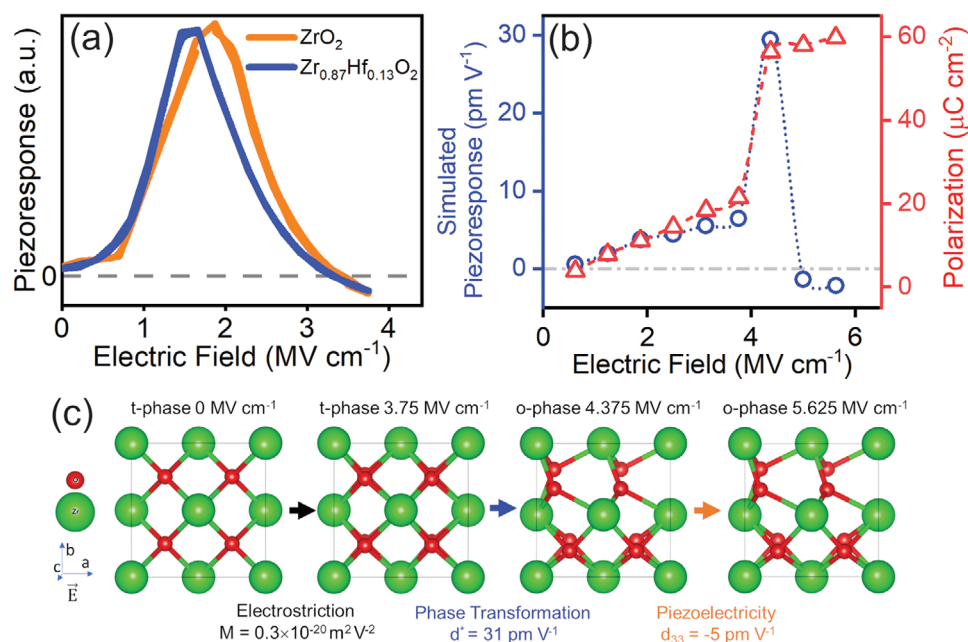 (a)
ZrO₂
Zr₀.₈₇Hf₀.₁₃O₂
Piezoresponse (a.u.)
0
0 1 2 3 4
Electric Field (MV cm⁻¹)
(b)
Simulated
Piezoresponse (pm V⁻¹)
30
20
10
0
0 2 4 6
Electric Field (MV cm⁻¹)
60
40
20
0
Polarization (μC cm⁻²)
(c)
t-phase 0 MV cm⁻¹
t-phase 3.75 MV cm⁻¹
o-phase 4.375 MV cm⁻¹
o-phase 5.625 MV cm⁻¹
Zr
b
c a
E⃗
Electrostriction
M = 0.3×10⁻²⁰ m² V⁻²
Phase Transformation
d* = 31 pm V⁻¹
Piezoelectricity
d₃₃ = -5 pm V⁻¹